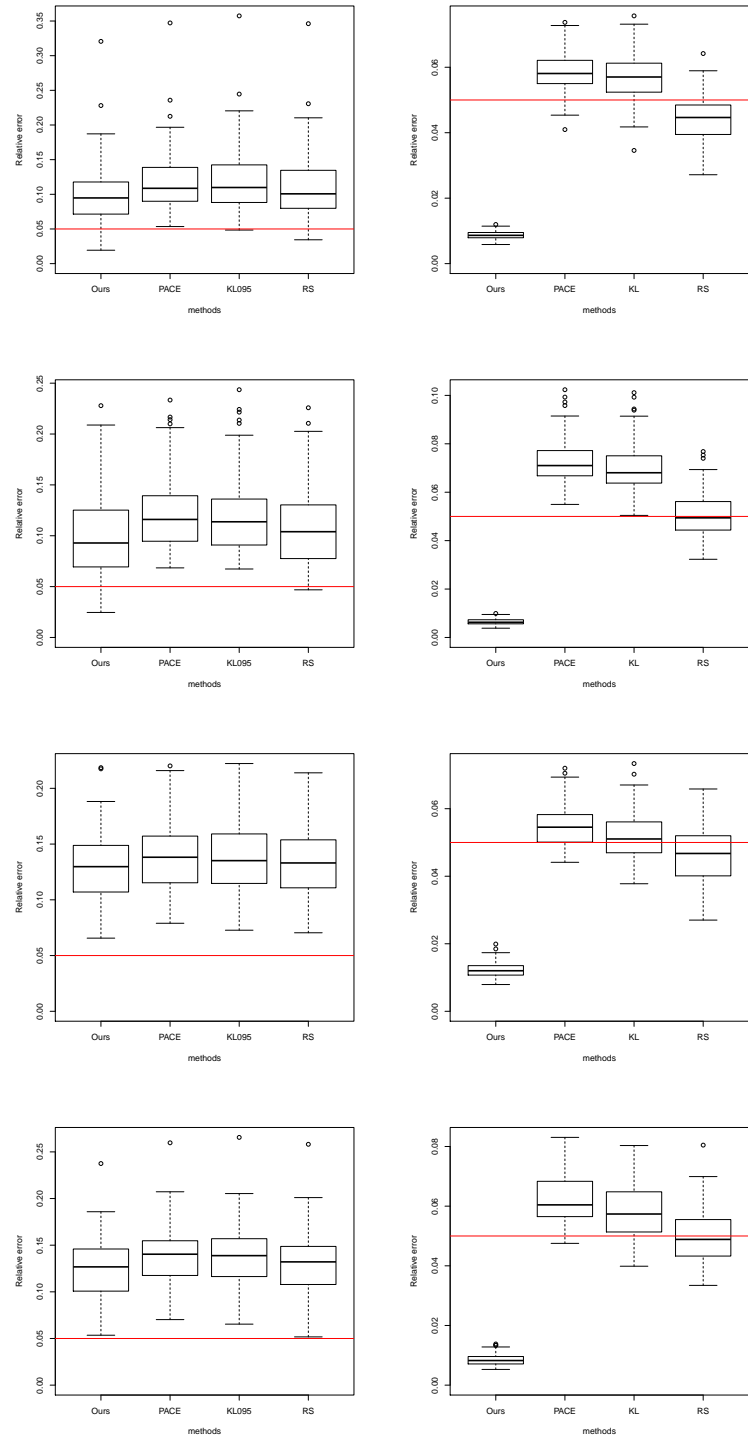 Relative error
0.00 0.05 0.10 0.15 0.20 0.25 0.30 0.35
Ours PACE KL095 RS
methods
Relative error
0.00 0.02 0.04 0.06
Ours PACE KL RS
methods
Relative error
0.00 0.05 0.10 0.15 0.20 0.25
Ours PACE KL095 RS
methods
Relative error
0.00 0.02 0.04 0.06 0.08 0.10
Ours PACE KL RS
methods
Relative error
0.00 0.05 0.10 0.15 0.20
Ours PACE KL095 RS
methods
Relative error
0.00 0.02 0.04 0.06
Ours PACE KL RS
methods
Relative error
0.00 0.05 0.10 0.15 0.20 0.25
Ours PACE KL095 RS
methods
Relative error
0.00 0.02 0.04 0.06 0.08
Ours PACE KL RS
methods